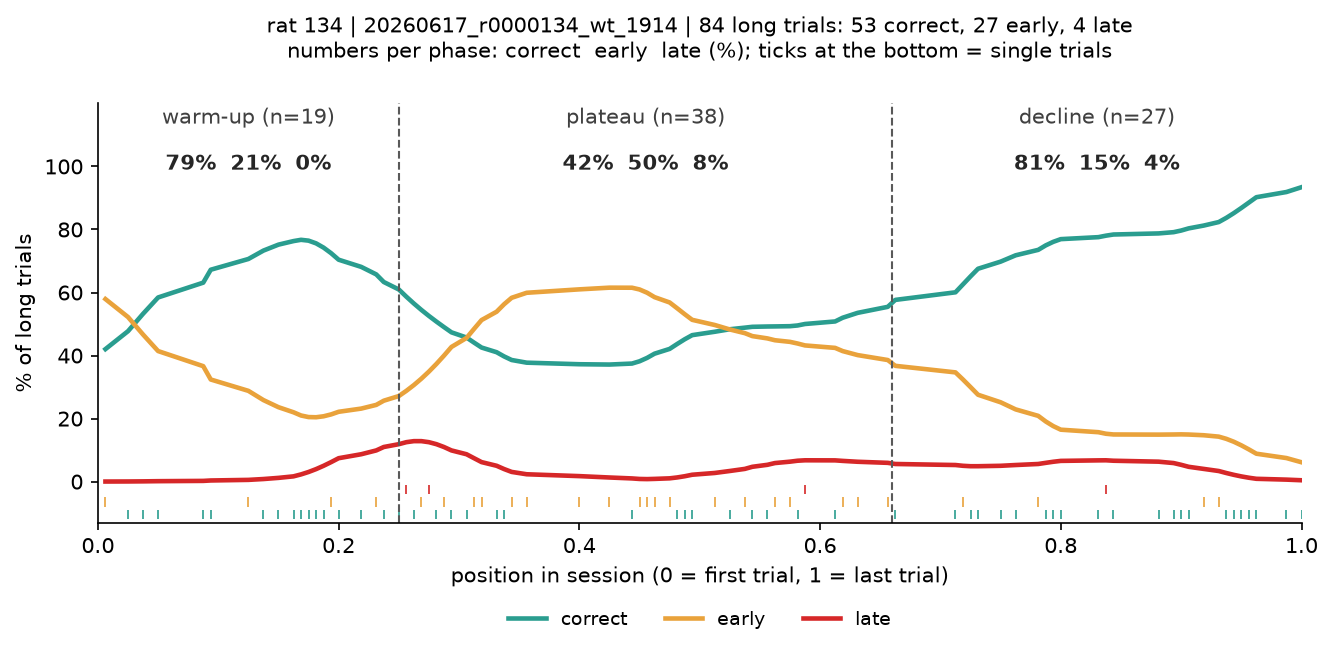 rat 134 | 20260617_r0000134_wt_1914 | 84 long trials: 53 correct, 27 early, 4 late
numbers per phase: correct  early  late (%); ticks at the bottom = single trials
warm-up (n=19)
plateau (n=38)
decline (n=27)
79%  21%  0%
42%  50%  8%
81%  15%  4%
% of long trials
100
80
60
40
20
0
0.0
0.2
0.4
0.6
0.8
1.0
position in session (0 = first trial, 1 = last trial)
correct
early
late